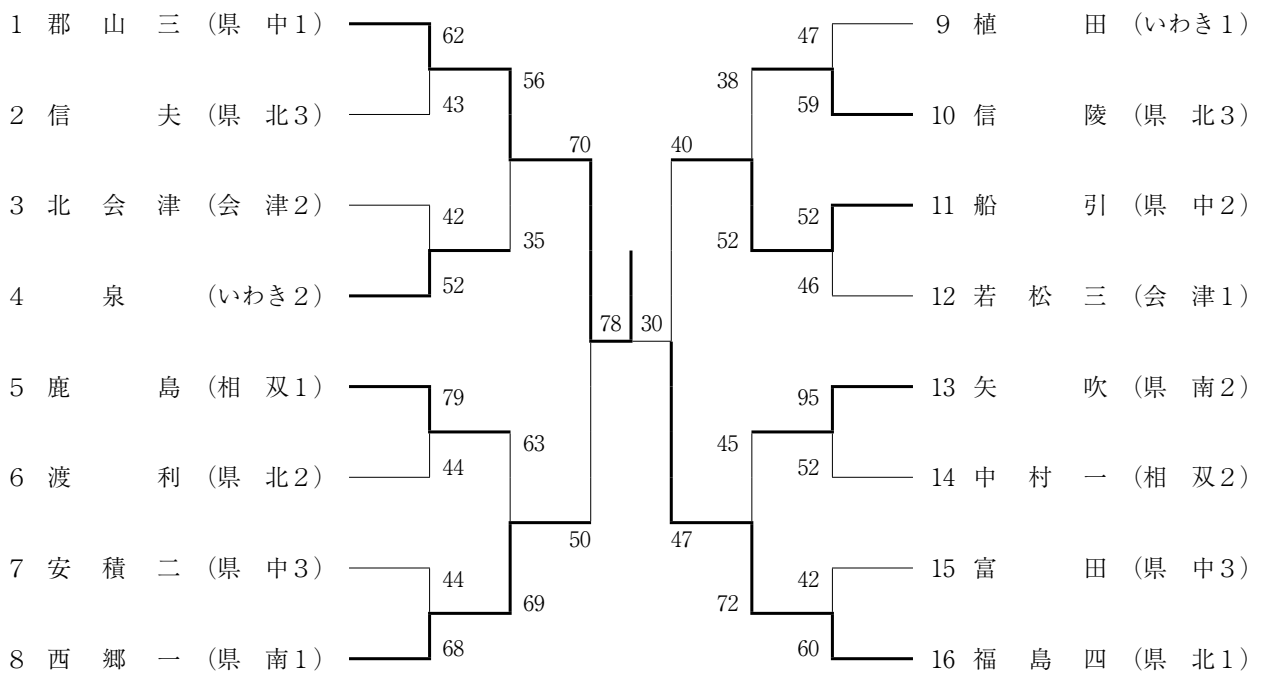 1 郡 山 三 (県 中1)
62
56
43
2 信 夫 (県 北3)
70
3 北 会 津 (会 津2)
42
35
52
4 泉 (いわき2)
78 30
5 鹿 島 (相 双1)
79
63
44
6 渡 利 (県 北2)
50
7 安 積 二 (県 中3)
44
69
68
8 西 郷 一 (県 南1)
47
9 植 田 (いわき1)
38
59
10 信 陵 (県 北3)
40
52
11 船 引 (県 中2)
52
46
12 若 松 三 (会 津1)
95
13 矢 吹 (県 南2)
45
52
14 中 村 一 (相 双2)
47
42
15 富 田 (県 中3)
72
60
16 福 島 四 (県 北1)